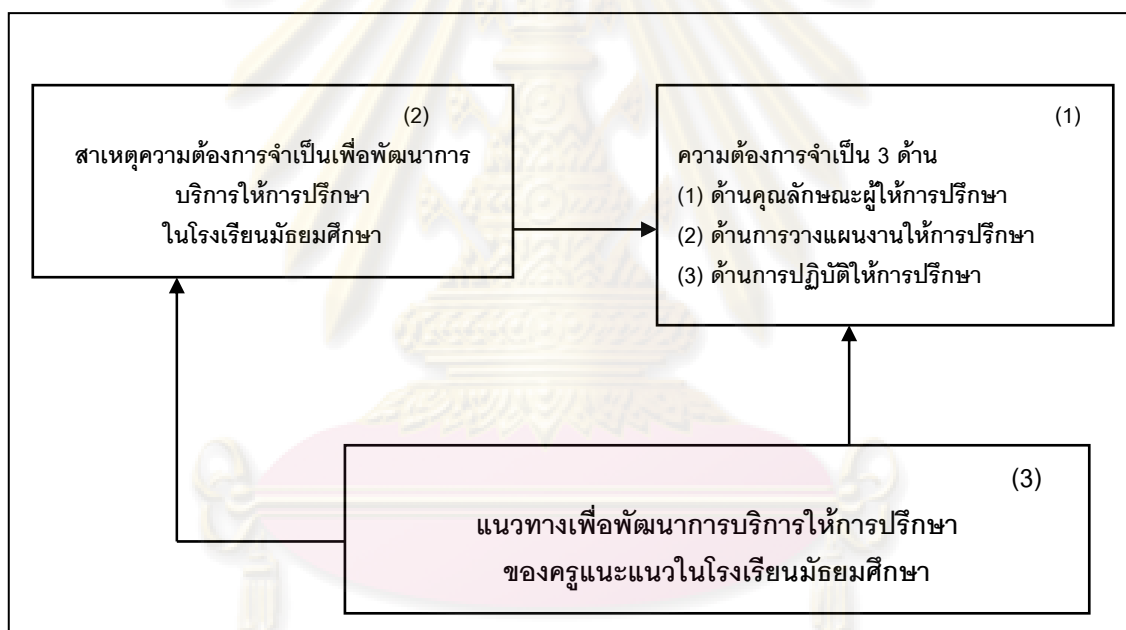 (2)
สาเหตุความต้องการจำเป็นเพื่อพัฒนาการ
บริการให้การปรึกษา
ในโรงเรียนมัธยมศึกษา
(1)
ความต้องการจำเป็น 3 ด้าน
(1) ด้านคุณลักษณะผู้ให้การปรึกษา
(2) ด้านการวางแผนงานให้การปรึกษา
(3) ด้านการปฏิบัติให้การปรึกษา
(3)
แนวทางเพื่อพัฒนาการบริการให้การปรึกษา
ของครูแนะแนวในโรงเรียนมัธยมศึกษา